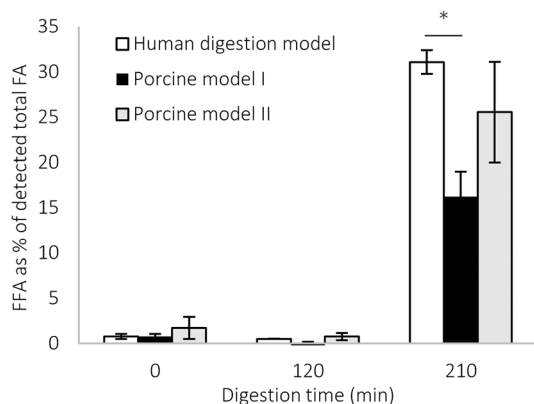 35
30
25
20
15
10
5
0
FFA as % of detected total FA
Human digestion model
Porcine model I
Porcine model II
*
0 120 210
Digestion time (min)